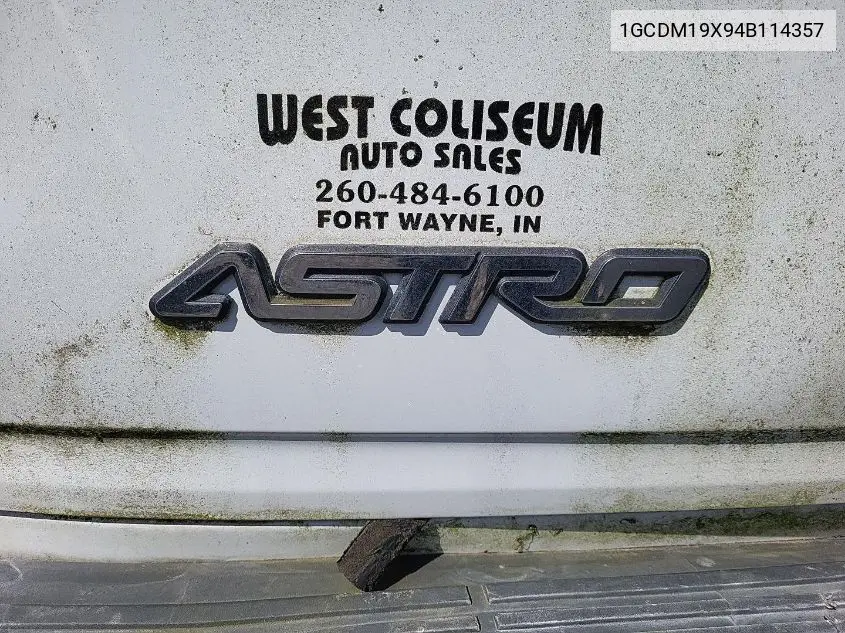 1GCDM19X94B114357
WEST COLISEUM
AUTO SALES
260-484-6100
FORT WAYNE, IN
ASTRO